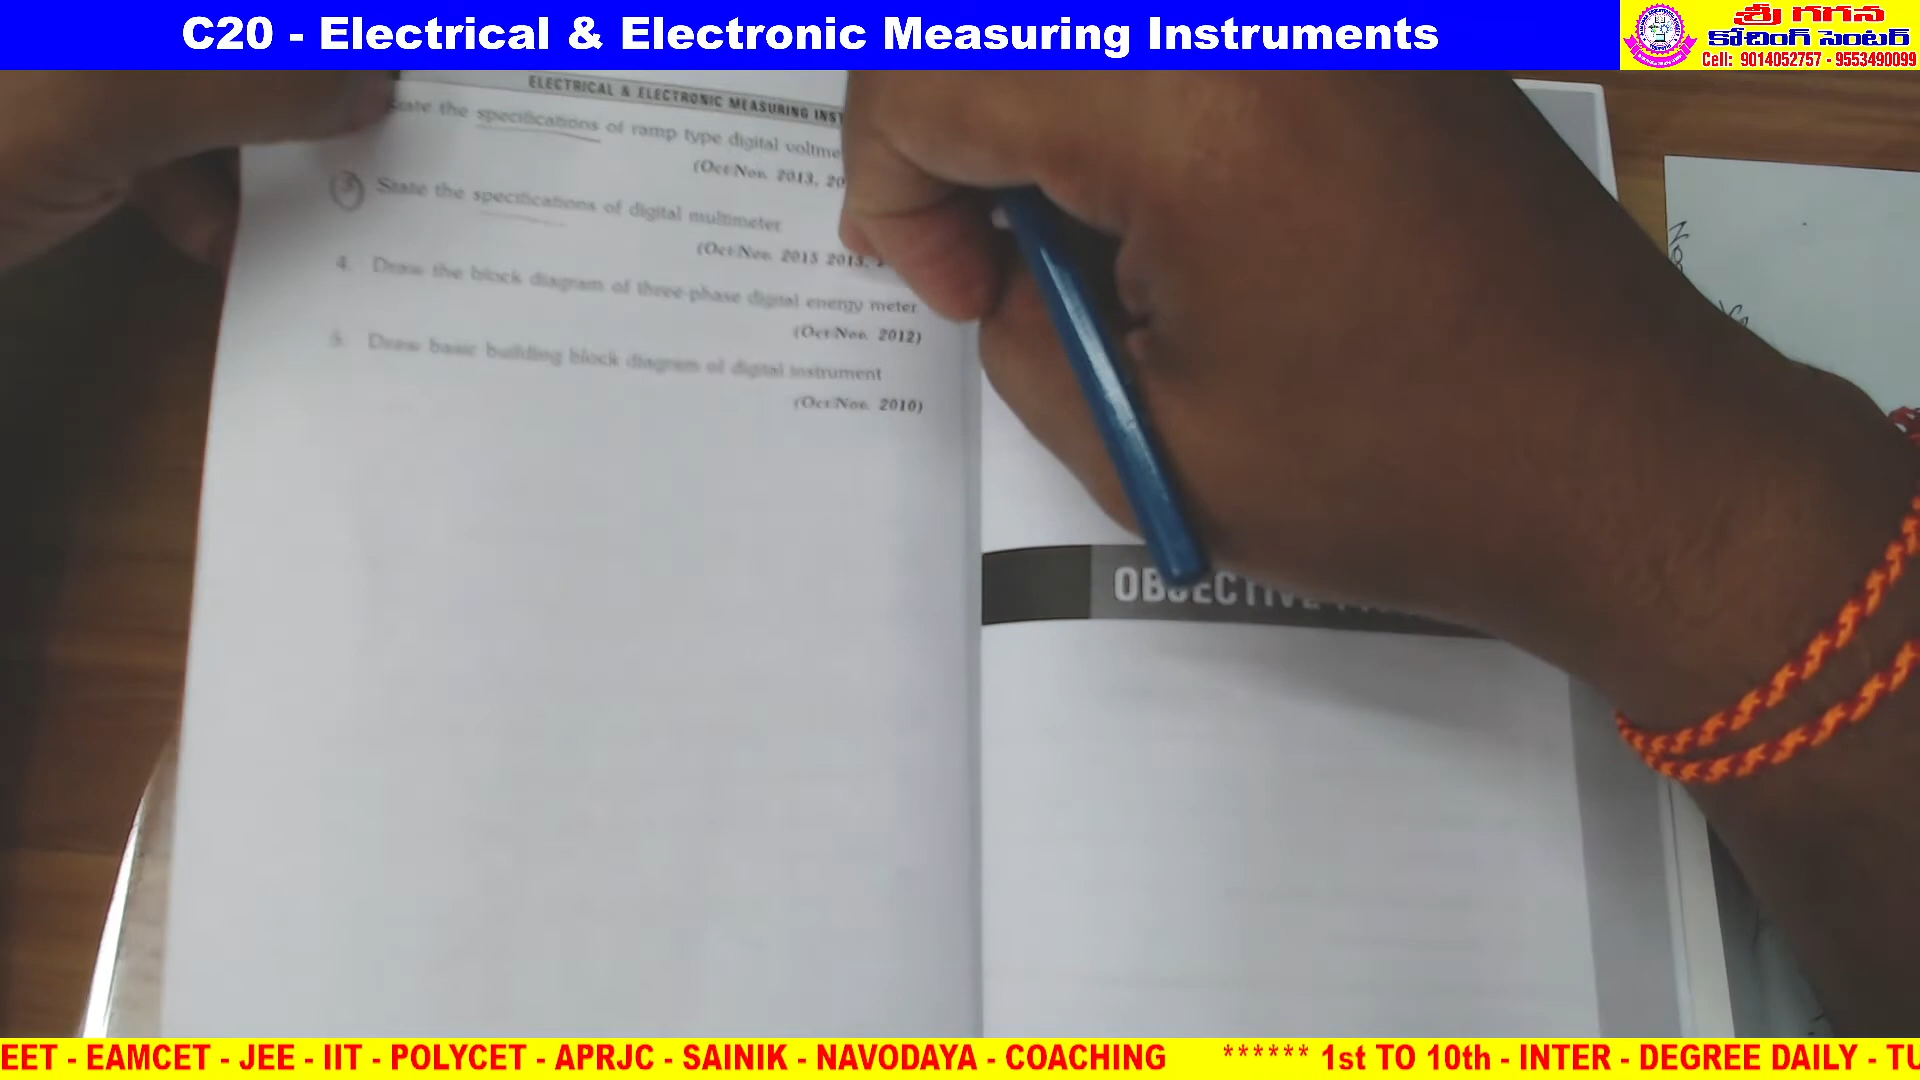 C20 - Electrical & Electronic Measuring Instruments
శ్రీ గగన
కోచింగ్ సెంటర్
Cell: 9014052757 - 9553490099
ELECTRICAL & ELECTRONIC MEASURING INST
State the specifications of ramp type digital voltme
(Oct/Nov. 2013, 20
3 State the specifications of digital multimeter
(Oct/Nov. 2015 2013, 2
4. Draw the block diagram of three-phase digital energy meter
(Oct/Nov. 2012)
5. Draw basic building block diagram of digital instrument
(Oct/Nov. 2010)
OBJECTIVE
EET - EAMCET - JEE - IIT - POLYCET - APRJC - SAINIK - NAVODAYA - COACHING ****** 1st TO 10th - INTER - DEGREE DAILY - TU